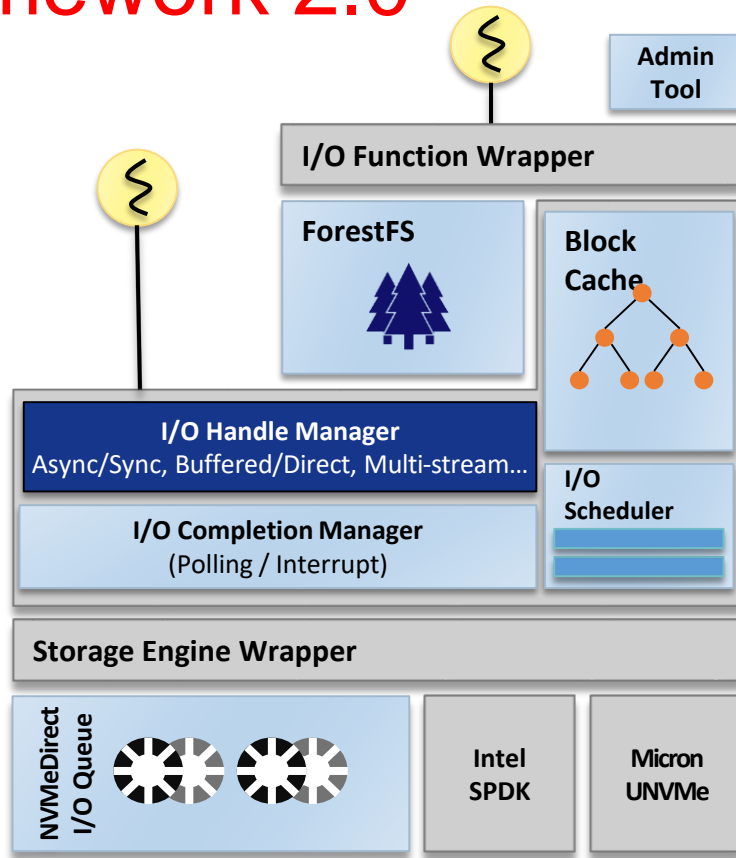 Admin
Tool
I/O Function Wrapper
ForestFS
Block
Cache
I/O Handle Manager
Async/Sync, Buffered/Direct, Multi-stream…
I/O Completion Manager
(Polling / Interrupt)
I/O
Scheduler
Storage Engine Wrapper
NVMeDirect
I/O Queue
Intel
SPDK
Micron
UNVMe